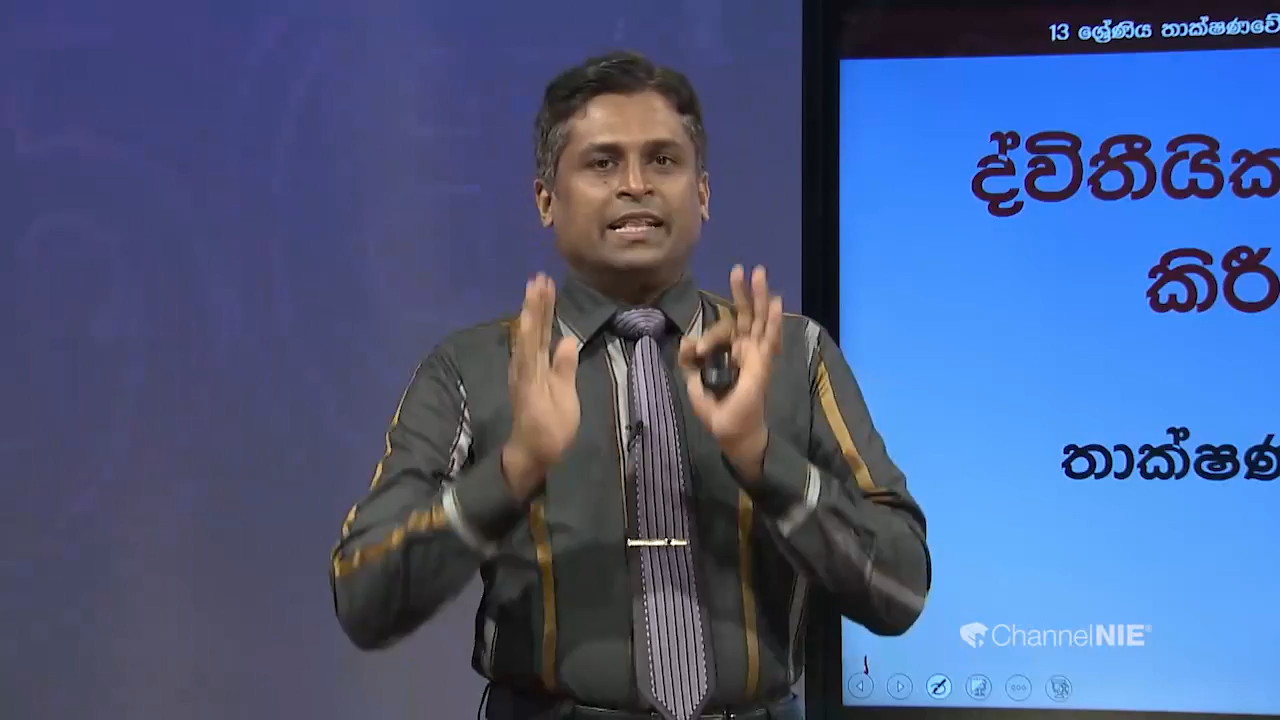 13 ශ්‍රේණිය තාක්ෂණවේ
ද්විතීයික
කිරී
තාක්ෂණ
ChannelNIE